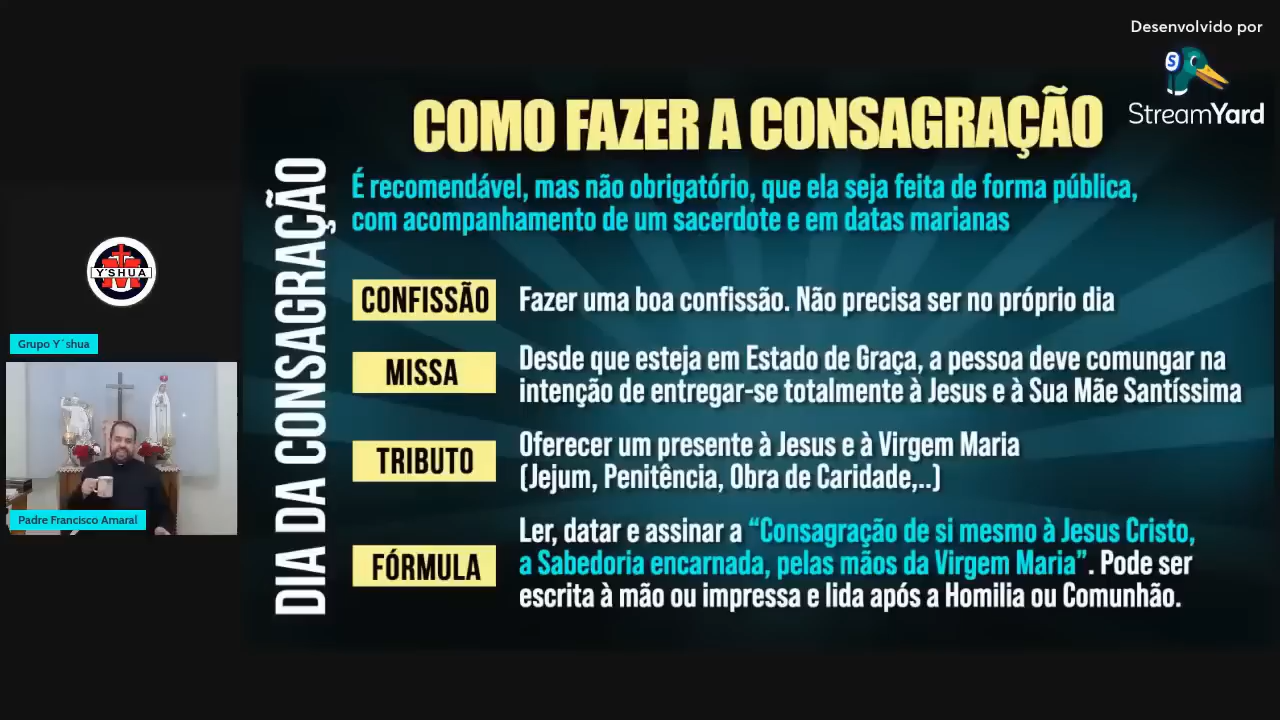 Desenvolvido por
StreamYard
COMO FAZER A CONSAGRAÇÃO
DIA DA CONSAGRAÇÃO
É recomendável, mas não obrigatório, que ela seja feita de forma pública,
com acompanhamento de um sacerdote e em datas marianas
CONFISSÃO
Fazer uma boa confissão. Não precisa ser no próprio dia
MISSA
Desde que esteja em Estado de Graça, a pessoa deve comungar na
intenção de entregar-se totalmente à Jesus e à Sua Mãe Santíssima
TRIBUTO
Oferecer um presente à Jesus e à Virgem Maria
(Jejum, Penitência, Obra de Caridade,..)
FÓRMULA
Ler, datar e assinar a “Consagração de si mesmo à Jesus Cristo,
a Sabedoria encarnada, pelas mãos da Virgem Maria”. Pode ser
escrita à mão ou impressa e lida após a Homilia ou Comunhão.
Y´SHUA
Grupo Y´shua
Padre Francisco Amaral